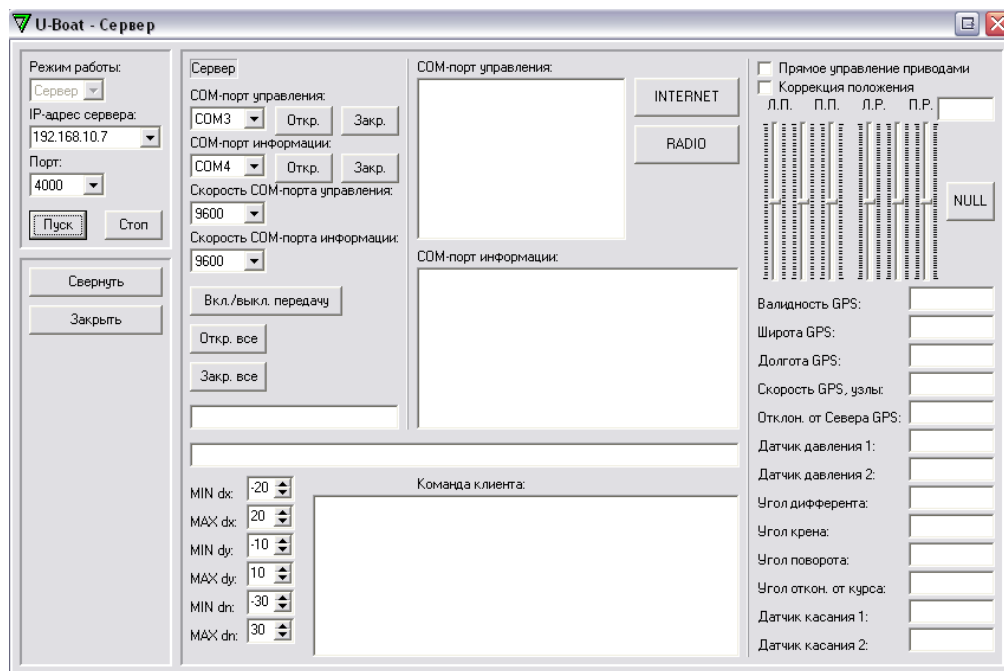 U-Boat - Сервер
Режим работы:
Сервер
IP-адрес сервера:
192.168.10.7
Порт:
4000
Пуск
Стоп
Свернуть
Закрыть
Сервер
COM-порт управления:
COM3
Откр.
Закр.
COM-порт информации:
COM4
Откр.
Закр.
Скорость COM-порта управления:
9600
Скорость COM-порта информации:
9600
Вкл./выкл. передачу
Откр. все
Закр. все
COM-порт управления:
INTERNET
RADIO
COM-порт информации:
MIN dx: -20
MAX dx: 20
MIN dy: -10
MAX dy: 10
MIN dn: -30
MAX dn: 30
Команда клиента:
Прямое управление приводами
Коррекция положения
Л.П. П.П. Л.Р. П.Р.
NULL
Валидность GPS:
Широта GPS:
Долгота GPS:
Скорость GPS, узлы:
Отклон. от Севера GPS:
Датчик давления 1:
Датчик давления 2:
Угол дифферента:
Угол крена:
Угол поворота:
Угол откон. от курса:
Датчик касания 1:
Датчик касания 2: